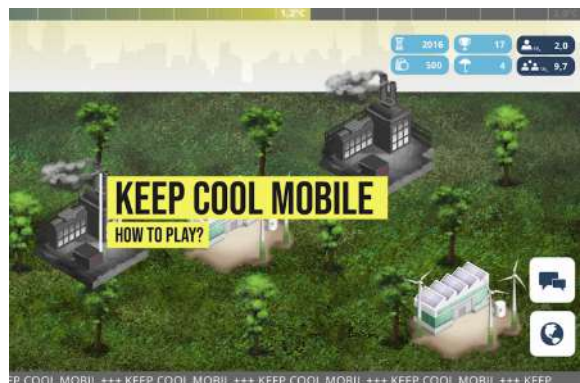 1.2°C
2016 17 2,0
500 4 9,7
KEEP COOL MOBILE
HOW TO PLAY?
EP COOL MOBIL +++ KEEP COOL MOBIL +++ KEEP COOL MOBIL +++ KEEP COOL MOBIL +++ KEEP